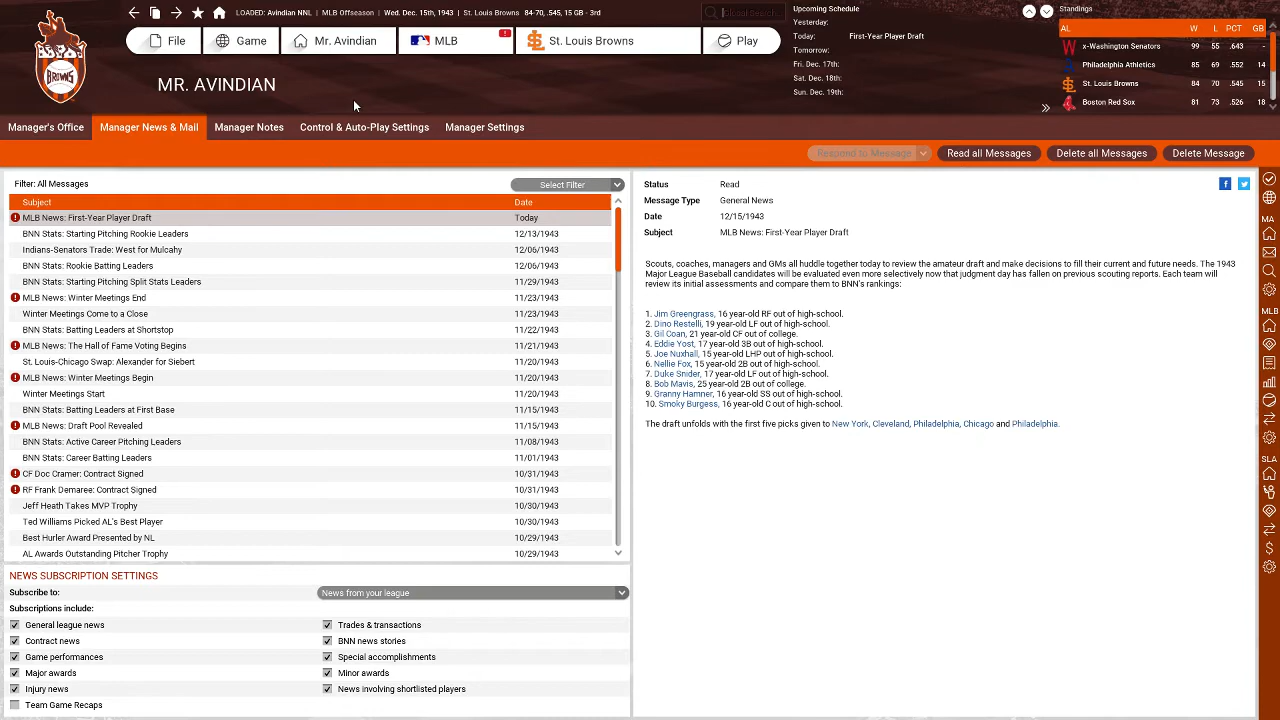 LOADED: Avindian NNL | MLB Offseason | Wed. Dec. 15th, 1943 | St. Louis Browns 84-70, .545, 15 GB - 3rd
Global Search
File
Game
Mr. Avindian
MLB
St. Louis Browns
Play
BROWNS
MR. AVINDIAN
Upcoming Schedule
Yesterday:
Today: First-Year Player Draft
Tomorrow:
Fri. Dec. 17th:
Sat. Dec. 18th:
Sun. Dec. 19th:
Standings
AL W L PCT GB
x-Washington Senators 99 55 .643 -
Philadelphia Athletics 85 69 .552 14
St. Louis Browns 84 70 .545 15
Boston Red Sox 81 73 .526 18
Manager's Office
Manager News & Mail
Manager Notes
Control & Auto-Play Settings
Manager Settings
Respond to Message
Read all Messages
Delete all Messages
Delete Message
Filter: All Messages
Select Filter
Subject Date
MLB News: First-Year Player Draft Today
BNN Stats: Starting Pitching Rookie Leaders 12/13/1943
Indians-Senators Trade: West for Mulcahy 12/06/1943
BNN Stats: Rookie Batting Leaders 12/06/1943
BNN Stats: Starting Pitching Split Stats Leaders 11/29/1943
MLB News: Winter Meetings End 11/23/1943
Winter Meetings Come to a Close 11/23/1943
BNN Stats: Batting Leaders at Shortstop 11/22/1943
MLB News: The Hall of Fame Voting Begins 11/21/1943
St. Louis-Chicago Swap: Alexander for Siebert 11/20/1943
MLB News: Winter Meetings Begin 11/20/1943
Winter Meetings Start 11/20/1943
BNN Stats: Batting Leaders at First Base 11/15/1943
MLB News: Draft Pool Revealed 11/15/1943
BNN Stats: Active Career Pitching Leaders 11/08/1943
BNN Stats: Career Batting Leaders 11/01/1943
CF Doc Cramer: Contract Signed 10/31/1943
RF Frank Demaree: Contract Signed 10/31/1943
Jeff Heath Takes MVP Trophy 10/30/1943
Ted Williams Picked AL's Best Player 10/30/1943
Best Hurler Award Presented by NL 10/29/1943
AL Awards Outstanding Pitcher Trophy 10/29/1943
NEWS SUBSCRIPTION SETTINGS
Subscribe to: News from your league
Subscriptions include:
General league news Trades & transactions
Contract news BNN news stories
Game performances Special accomplishments
Major awards Minor awards
Injury news News involving shortlisted players
Team Game Recaps
Status Read
Message Type General News
Date 12/15/1943
Subject MLB News: First-Year Player Draft
Scouts, coaches, managers and GMs all huddle together today to review the amateur draft and make decisions to fill their current and future needs. The 1943
Major League Baseball candidates will be evaluated even more selectively now that judgment day has fallen on previous scouting reports. Each team will
review its initial assessments and compare them to BNN's rankings:
1. Jim Greengrass, 16 year-old RF out of high-school.
2. Dino Restelli, 19 year-old LF out of high-school.
3. Gil Coan, 21 year-old CF out of college.
4. Eddie Yost, 17 year-old 3B out of high-school.
5. Joe Nuxhall, 15 year-old LHP out of high-school.
6. Nellie Fox, 15 year-old 2B out of high-school.
7. Duke Snider, 17 year-old LF out of high-school.
8. Bob Mavis, 25 year-old 2B out of college.
9. Granny Hamner, 16 year-old SS out of high-school.
10. Smoky Burgess, 16 year-old C out of high-school.
The draft unfolds with the first five picks given to New York, Cleveland, Philadelphia, Chicago and Philadelphia.
MA
MLB
SLA